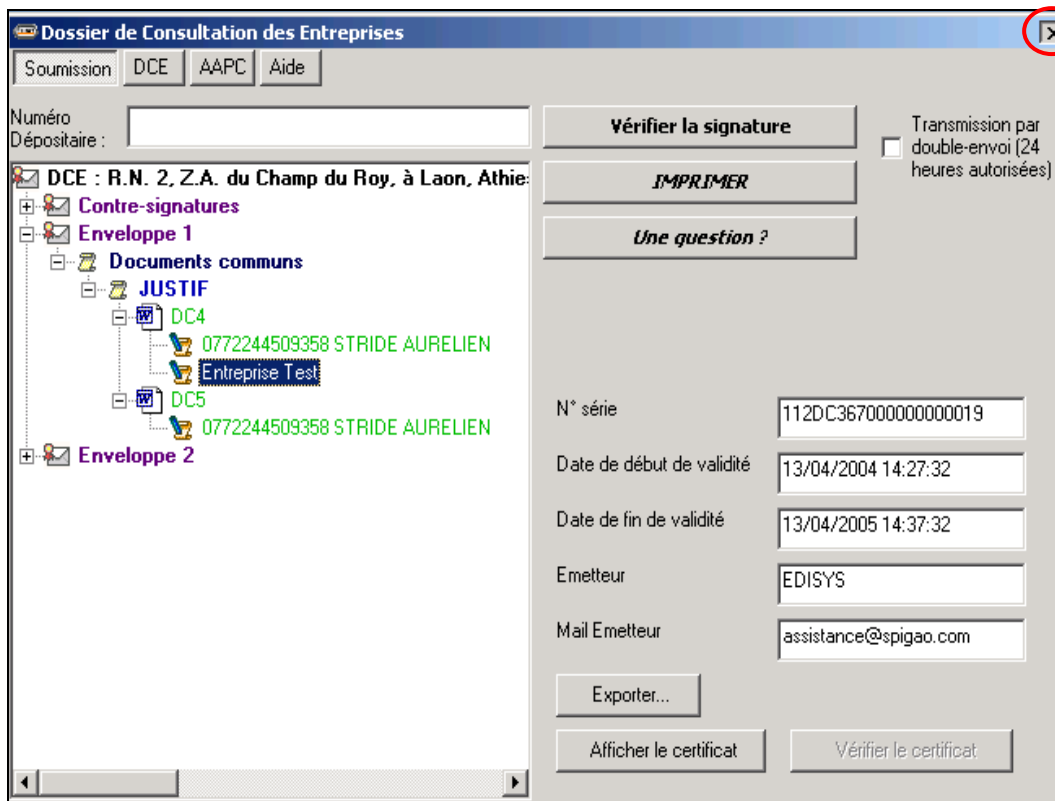 Dossier de Consultation des Entreprises
Soumission DCE AAPC Aide
Numéro
Dépositaire :
Vérifier la signature
Transmission par
double-envoi (24
heures autorisées)
DCE : R.N. 2, Z.A. du Champ du Roy, à Laon, Athie
IMPRIMER
Contre-signatures
Enveloppe 1
Une question ?
Documents communs
JUSTIF
DC4
0772244509358 STRIDE AURELIEN
Entreprise Test
DC5
0772244509358 STRIDE AURELIEN
Enveloppe 2
N° série
112DC367000000000019
Date de début de validité
13/04/2004 14:27:32
Date de fin de validité
13/04/2005 14:37:32
Emetteur
EDISYS
Mail Emetteur
assistance@spigao.com
Exporter...
Afficher le certificat
Vérifier le certificat